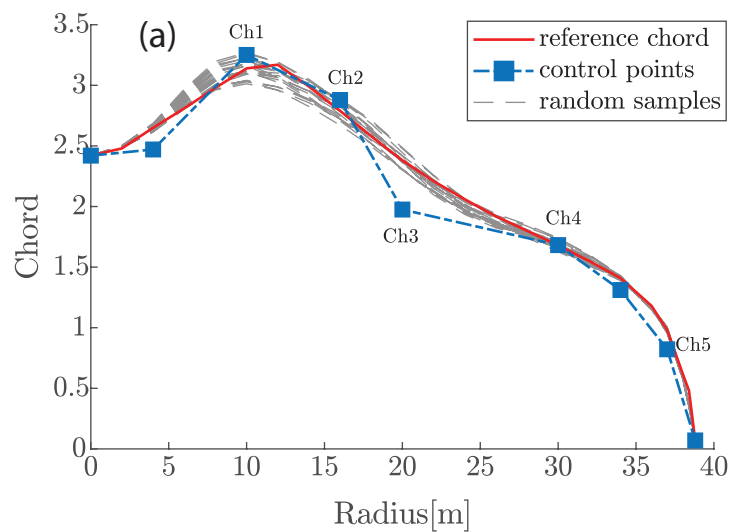 (a)
reference chord
control points
random samples
Ch1
Ch2
Ch3
Ch4
Ch5
Chord
3.5
3
2.5
2
1.5
1
0.5
0
0 5 10 15 20 25 30 35 40
Radius[m]